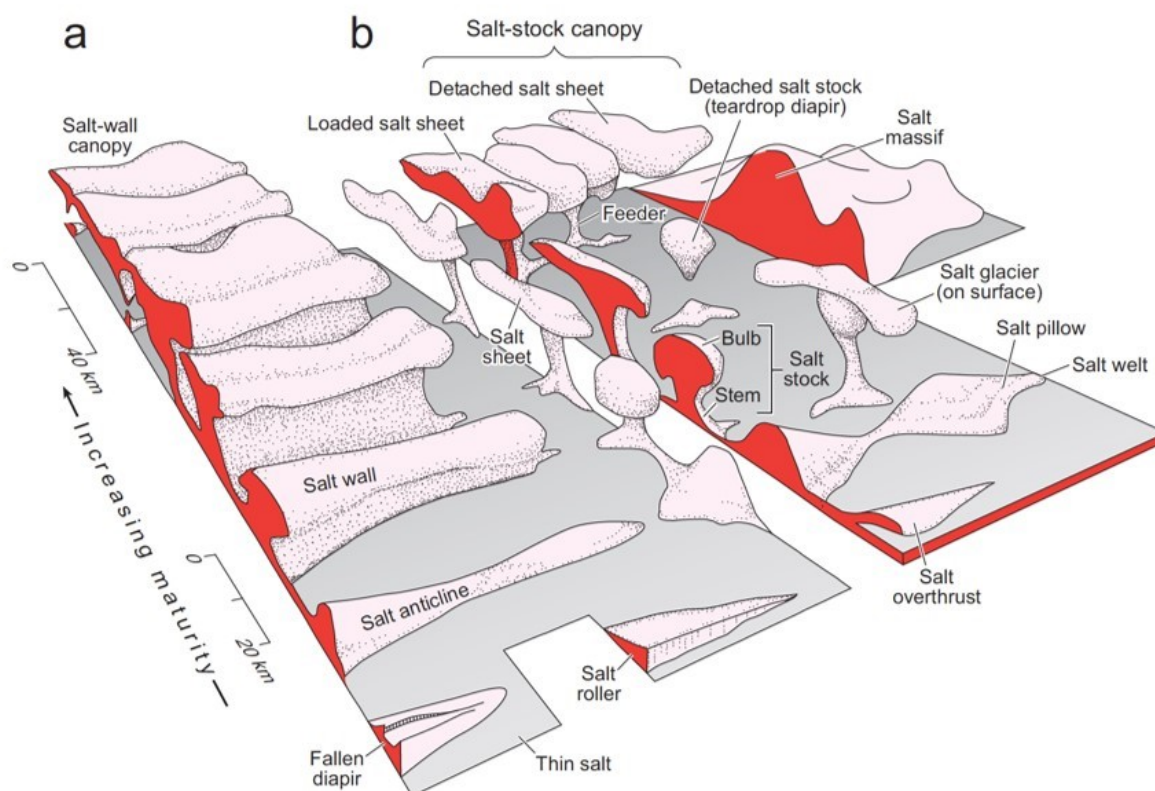 a
b
Salt-stock canopy
Detached salt sheet
Detached salt stock
(teardrop diapir)
Loaded salt sheet
Salt
massif
Salt-wall
canopy
Feeder
Salt glacier
(on surface)
Salt
sheet
Salt pillow
Bulb
Salt
stock
Stem
Salt welt
0
40 km
Increasing maturity
Salt wall
0
20 km
Salt anticline
Salt
overthrust
Salt
roller
Fallen
diapir
Thin salt